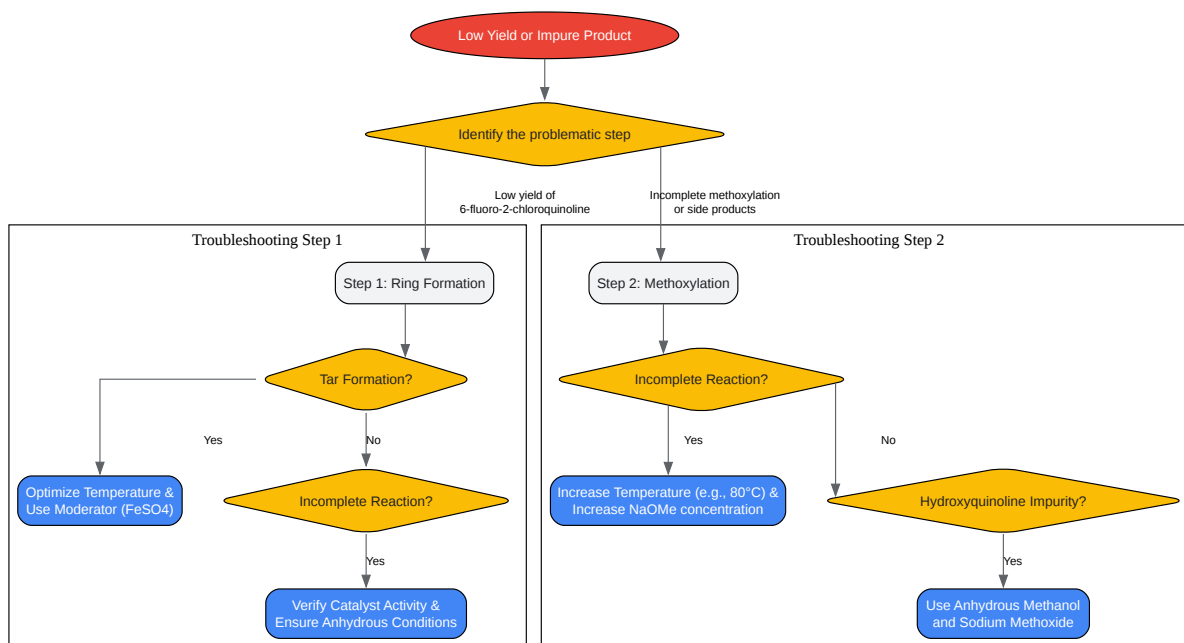 Low Yield or Impure Product
Identify the problematic step
Low yield of
6-fluoro-2-chloroquinoline
Incomplete methoxylation
or side products
Troubleshooting Step 1
Step 1: Ring Formation
Tar Formation?
Yes
No
Optimize Temperature &
Use Moderator (FeSO4)
Incomplete Reaction?
Yes
Verify Catalyst Activity &
Ensure Anhydrous Conditions
Troubleshooting Step 2
Step 2: Methoxylation
Incomplete Reaction?
Yes
No
Increase Temperature (e.g., 80°C) &
Increase NaOMe concentration
Hydroxyquinoline Impurity?
Yes
Use Anhydrous Methanol
and Sodium Methoxide